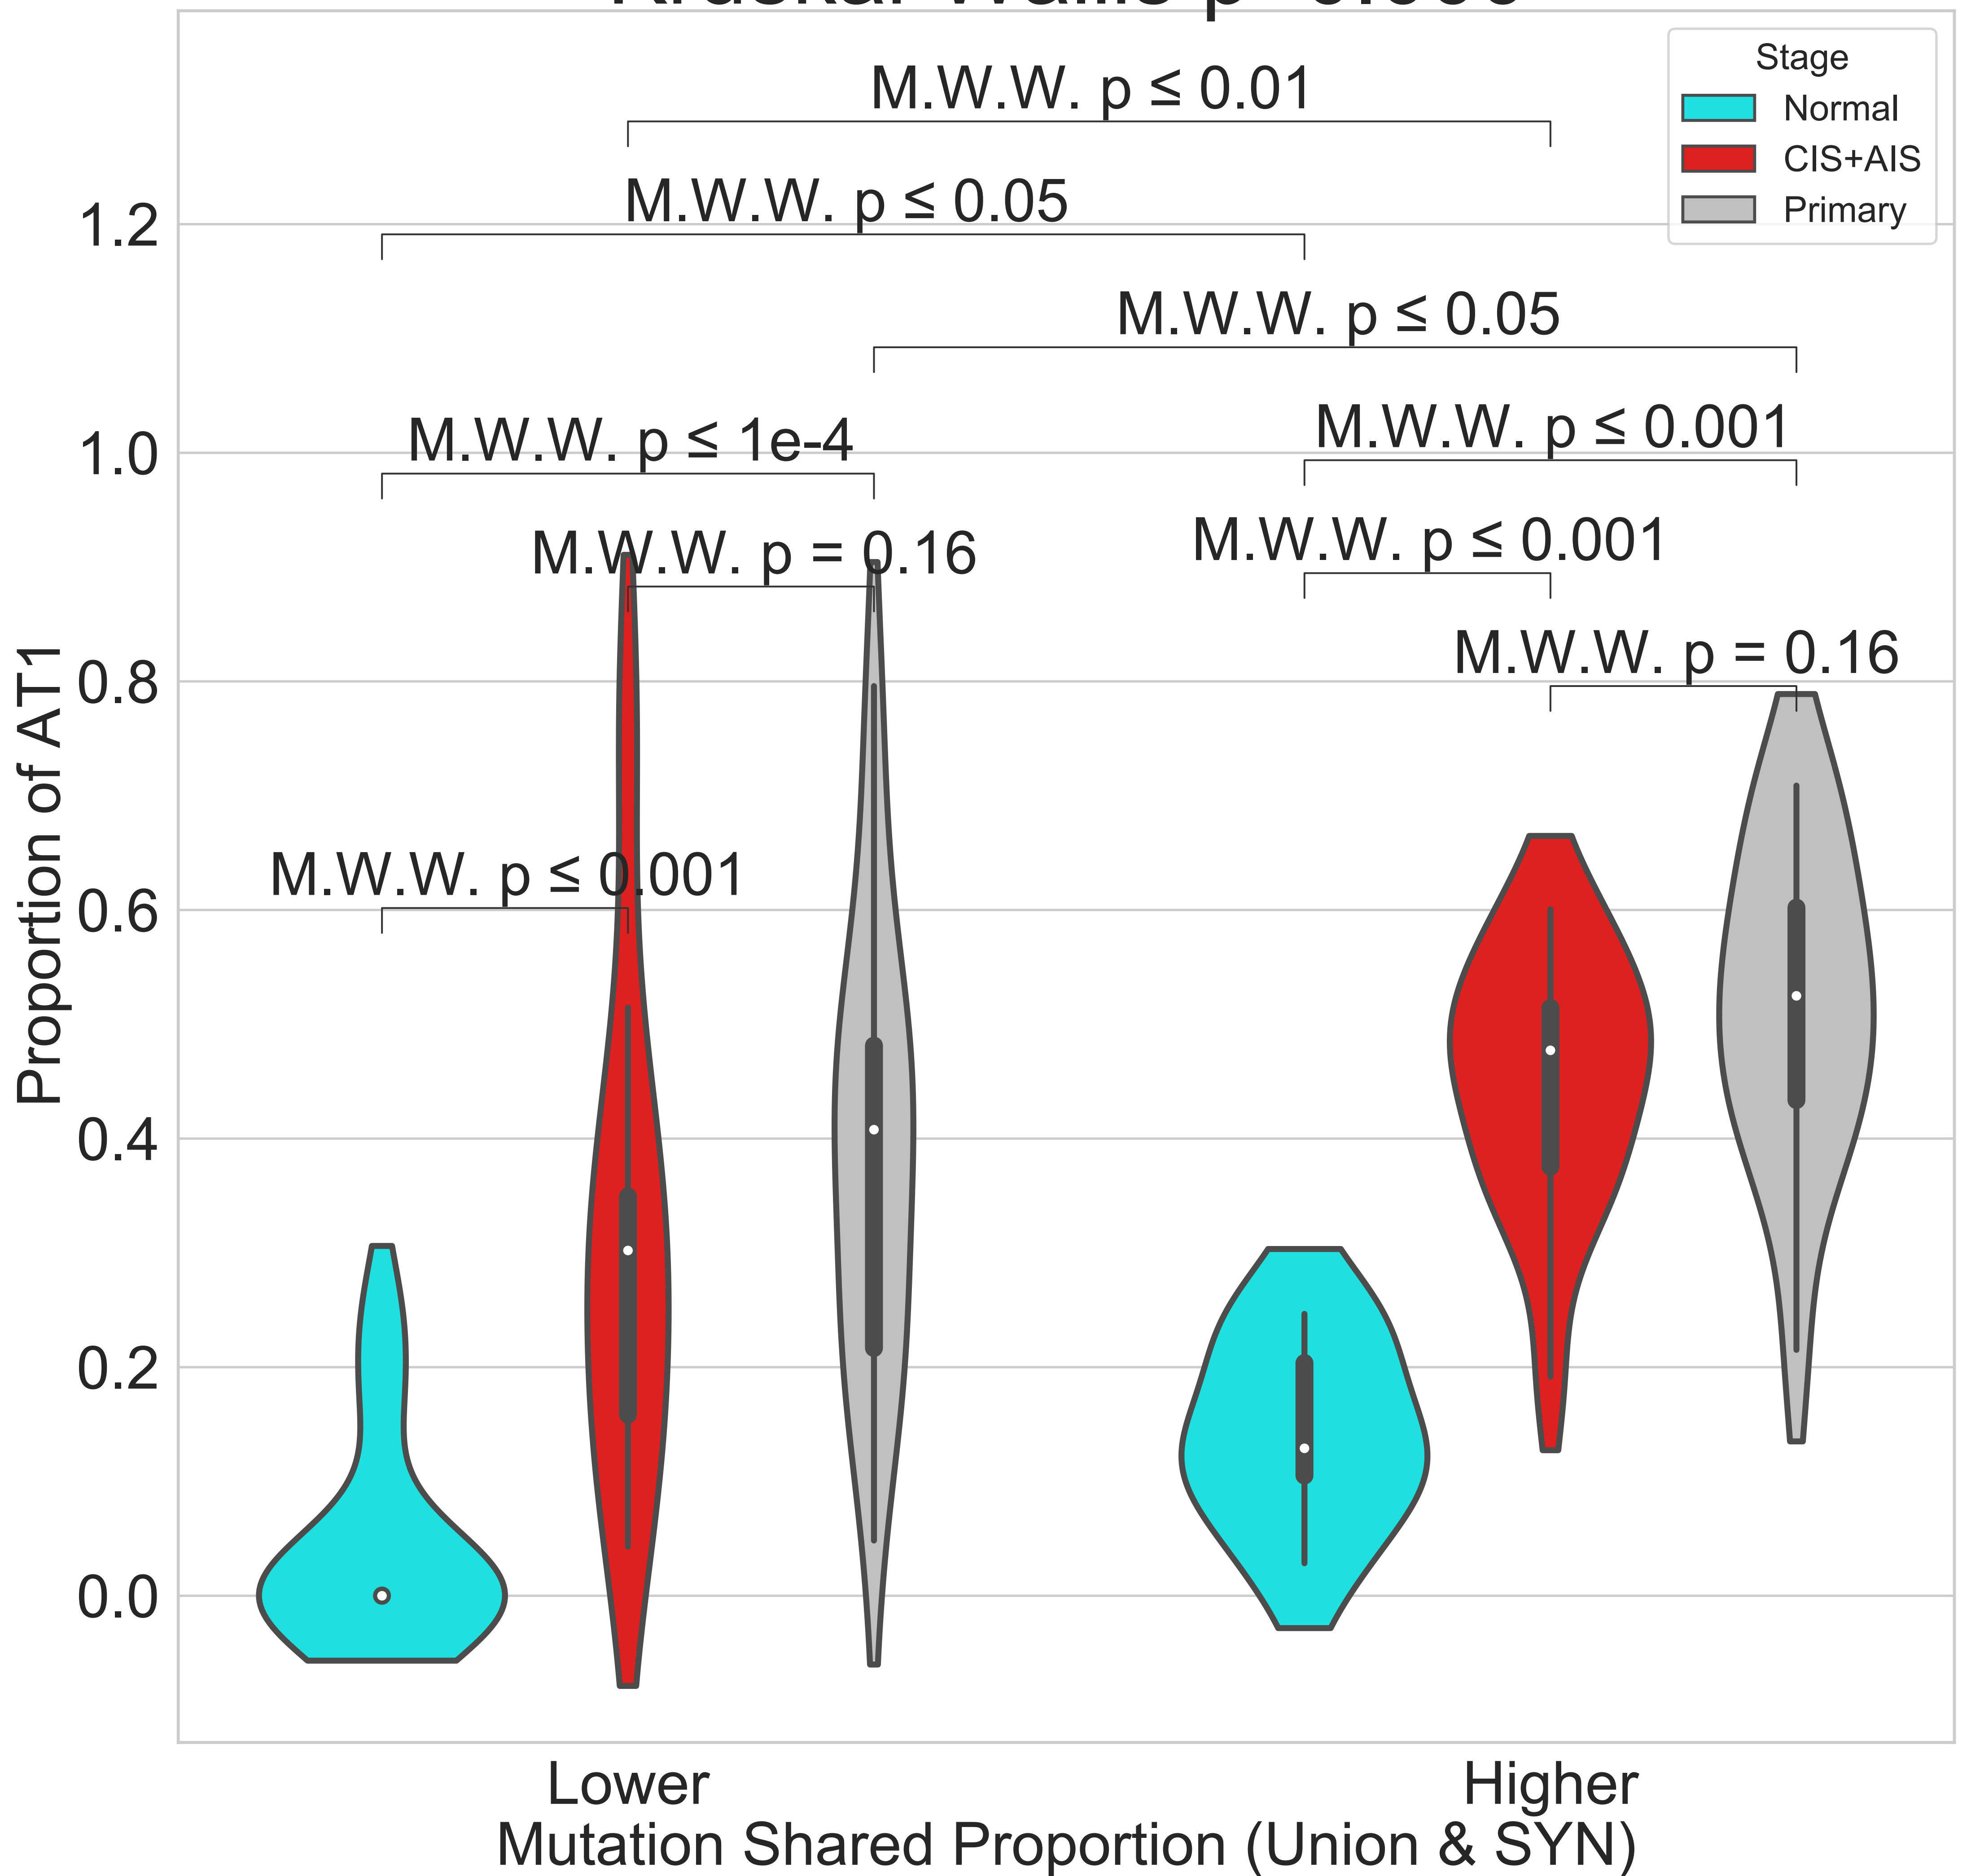 M.W.W. p ≤ 0.01
Stage
Normal
CIS+AIS
Primary
M.W.W. p ≤ 0.05
M.W.W. p ≤ 0.05
M.W.W. p ≤ 1e-4
M.W.W. p ≤ 0.001
M.W.W. p = 0.16
M.W.W. p ≤ 0.001
M.W.W. p = 0.16
M.W.W. p ≤ 0.001
1.2
1.0
0.8
0.6
0.4
0.2
0.0
Proportion of AT1
Lower
Higher
Mutation Shared Proportion (Union & SYN)